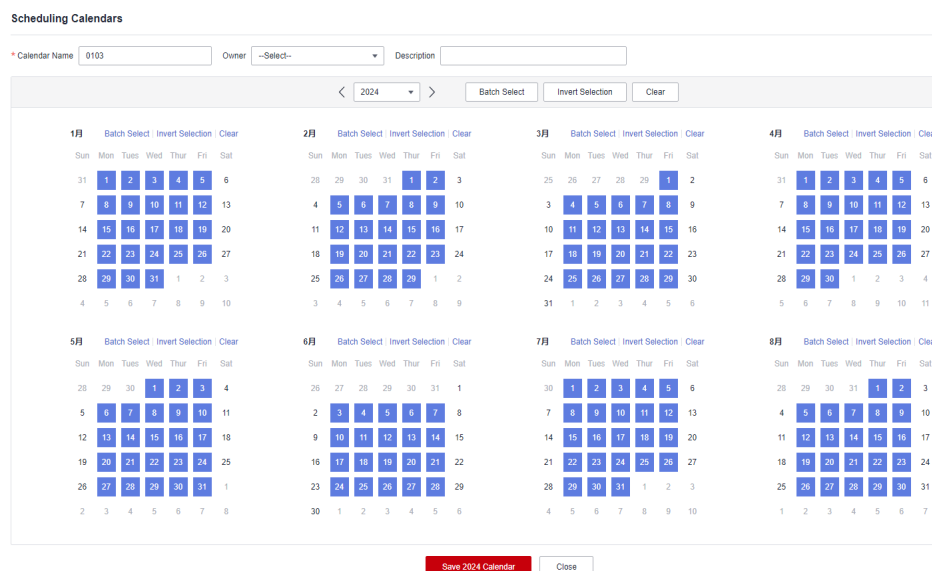 Scheduling Calendars
* Calendar Name 0103 Owner --Select-- Description
2024 Batch Select Invert Selection Clear
1月 Batch Select Invert Selection Clear 2月 Batch Select Invert Selection Clear 3月 Batch Select Invert Selection Clear 4月 Batch Select Invert Selection Clea
Sun Mon Tues Wed Thur Fri Sat Sun Mon Tues Wed Thur Fri Sat Sun Mon Tues Wed Thur Fri Sat Sun Mon Tues Wed Thur Fri Sat
31 1 2 3 4 5 6 28 29 30 31 1 2 3 25 26 27 28 29 1 2 31 1 2 3 4 5 6
7 8 9 10 11 12 13 4 5 6 7 8 9 10 3 4 5 6 7 8 9 7 8 9 10 11 12 13
14 15 16 17 18 19 20 11 12 13 14 15 16 17 10 11 12 13 14 15 16 14 15 16 17 18 19 20
21 22 23 24 25 26 27 18 19 20 21 22 23 24 17 18 19 20 21 22 23 21 22 23 24 25 26 27
28 29 30 31 1 2 3 25 26 27 28 29 1 2 24 25 26 27 28 29 30 28 29 30 1 2 3 4
4 5 6 7 8 9 10 3 4 5 6 7 8 9 31 1 2 3 4 5 6 5 6 7 8 9 10 11
5月 Batch Select Invert Selection Clear 6月 Batch Select Invert Selection Clear 7月 Batch Select Invert Selection Clear 8月 Batch Select Invert Selection Clea
Sun Mon Tues Wed Thur Fri Sat Sun Mon Tues Wed Thur Fri Sat Sun Mon Tues Wed Thur Fri Sat Sun Mon Tues Wed Thur Fri Sat
28 29 30 1 2 3 4 26 27 28 29 30 31 1 30 1 2 3 4 5 6 28 29 30 31 1 2 3
5 6 7 8 9 10 11 2 3 4 5 6 7 8 7 8 9 10 11 12 13 4 5 6 7 8 9 10
12 13 14 15 16 17 18 9 10 11 12 13 14 15 14 15 16 17 18 19 20 11 12 13 14 15 16 17
19 20 21 22 23 24 25 16 17 18 19 20 21 22 21 22 23 24 25 26 27 18 19 20 21 22 23 24
26 27 28 29 30 31 1 23 24 25 26 27 28 29 28 29 30 31 1 2 3 25 26 27 28 29 30 31
2 3 4 5 6 7 8 30 1 2 3 4 5 6 4 5 6 7 8 9 10 1 2 3 4 5 6 7
Save 2024 Calendar Close